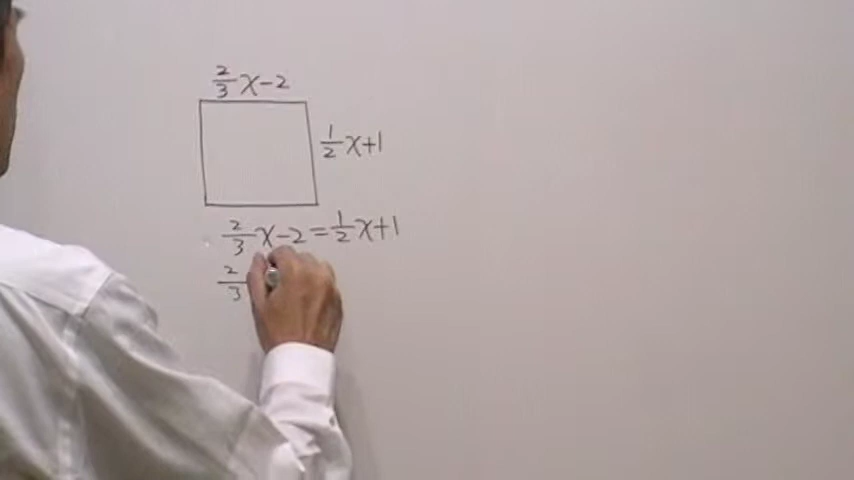 2/3 x-2
1/2 x+1
2/3 x-2=1/2 x+1
2/3